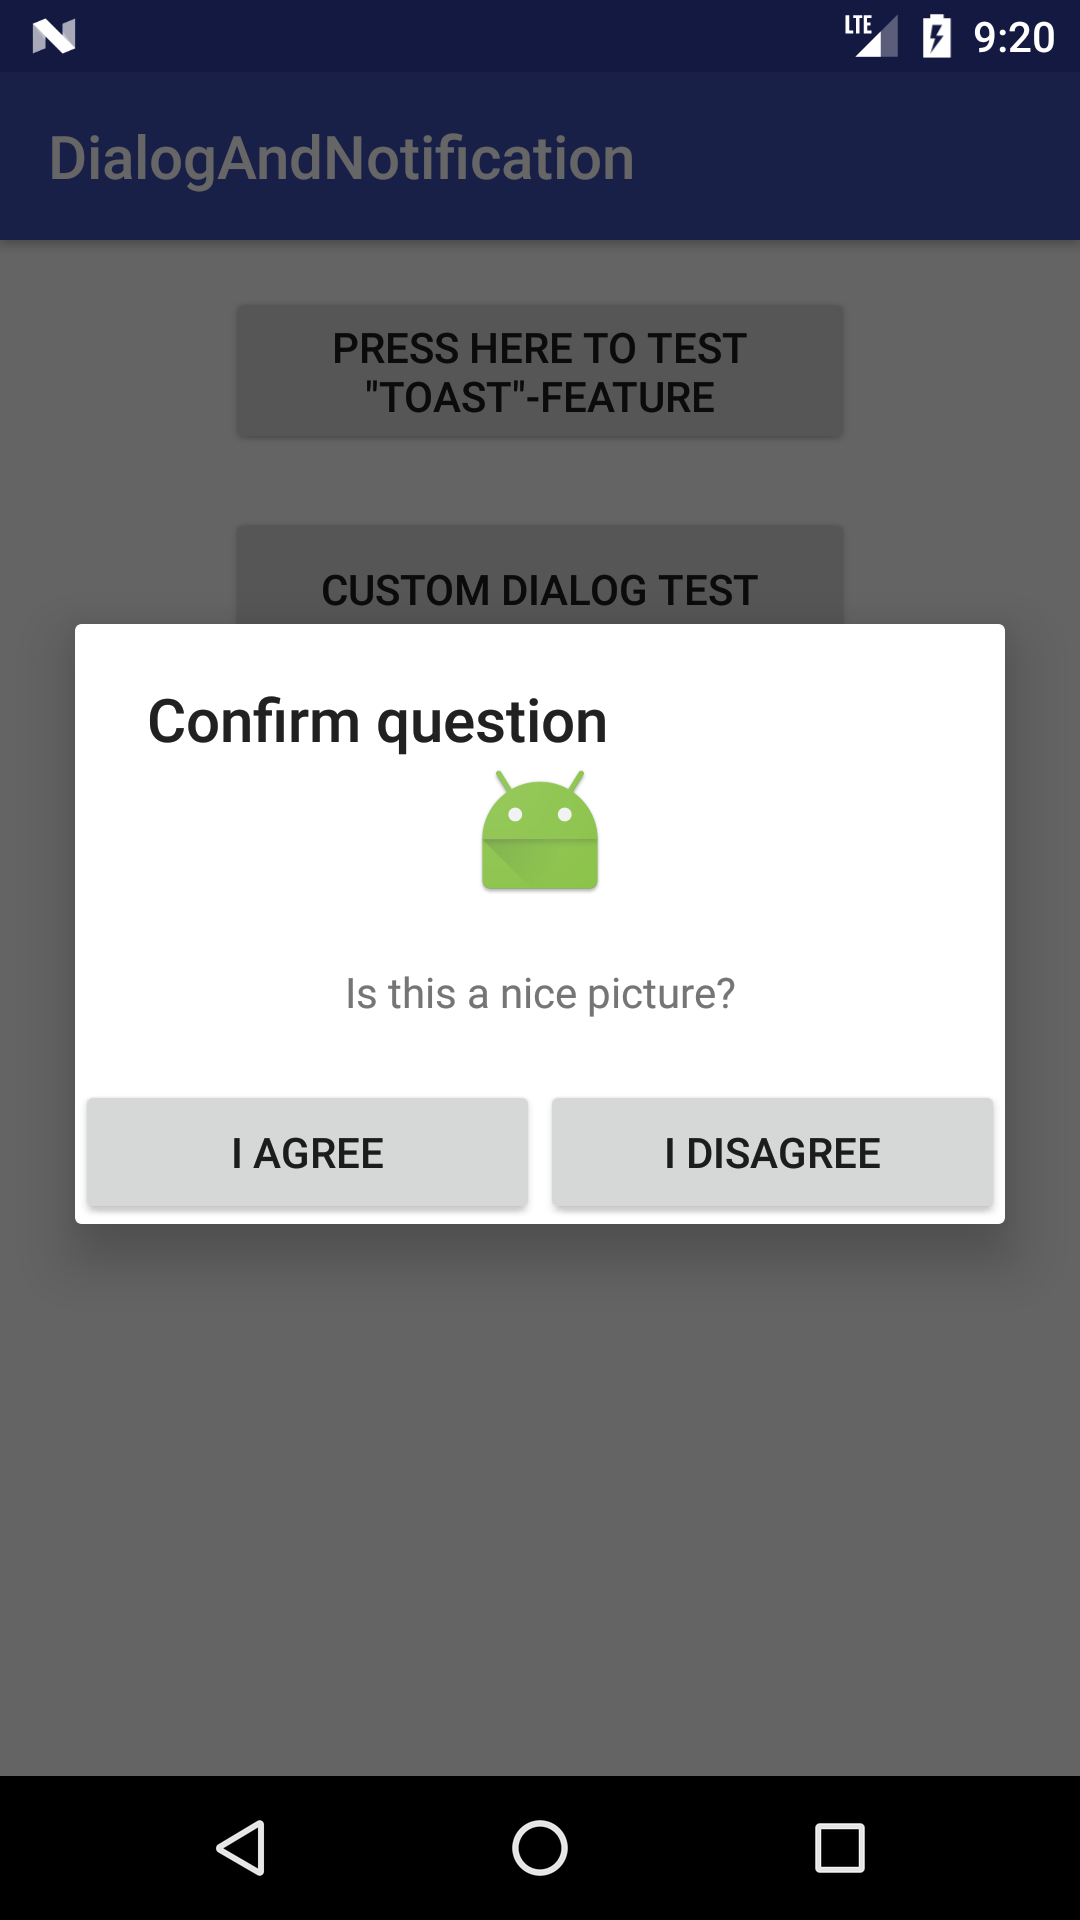 LTE 9:20
DialogAndNotification
PRESS HERE TO TEST
"TOAST"-FEATURE
CUSTOM DIALOG TEST
Confirm question
Is this a nice picture?
I AGREE I DISAGREE